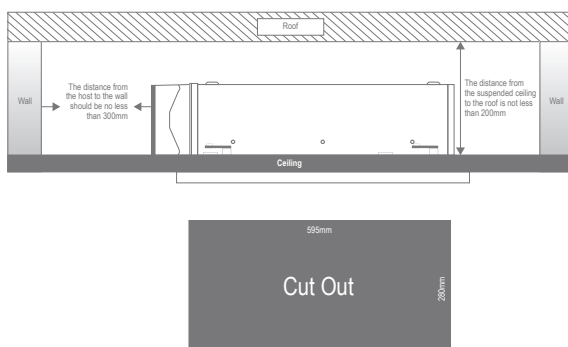 Roof
Wall
The distance from
the host to the wall
should be no less
than 300mm
The distance from
the suspended ceiling
to the roof is not less
than 200mm
Wall
Ceiling
595mm
Cut Out
280mm